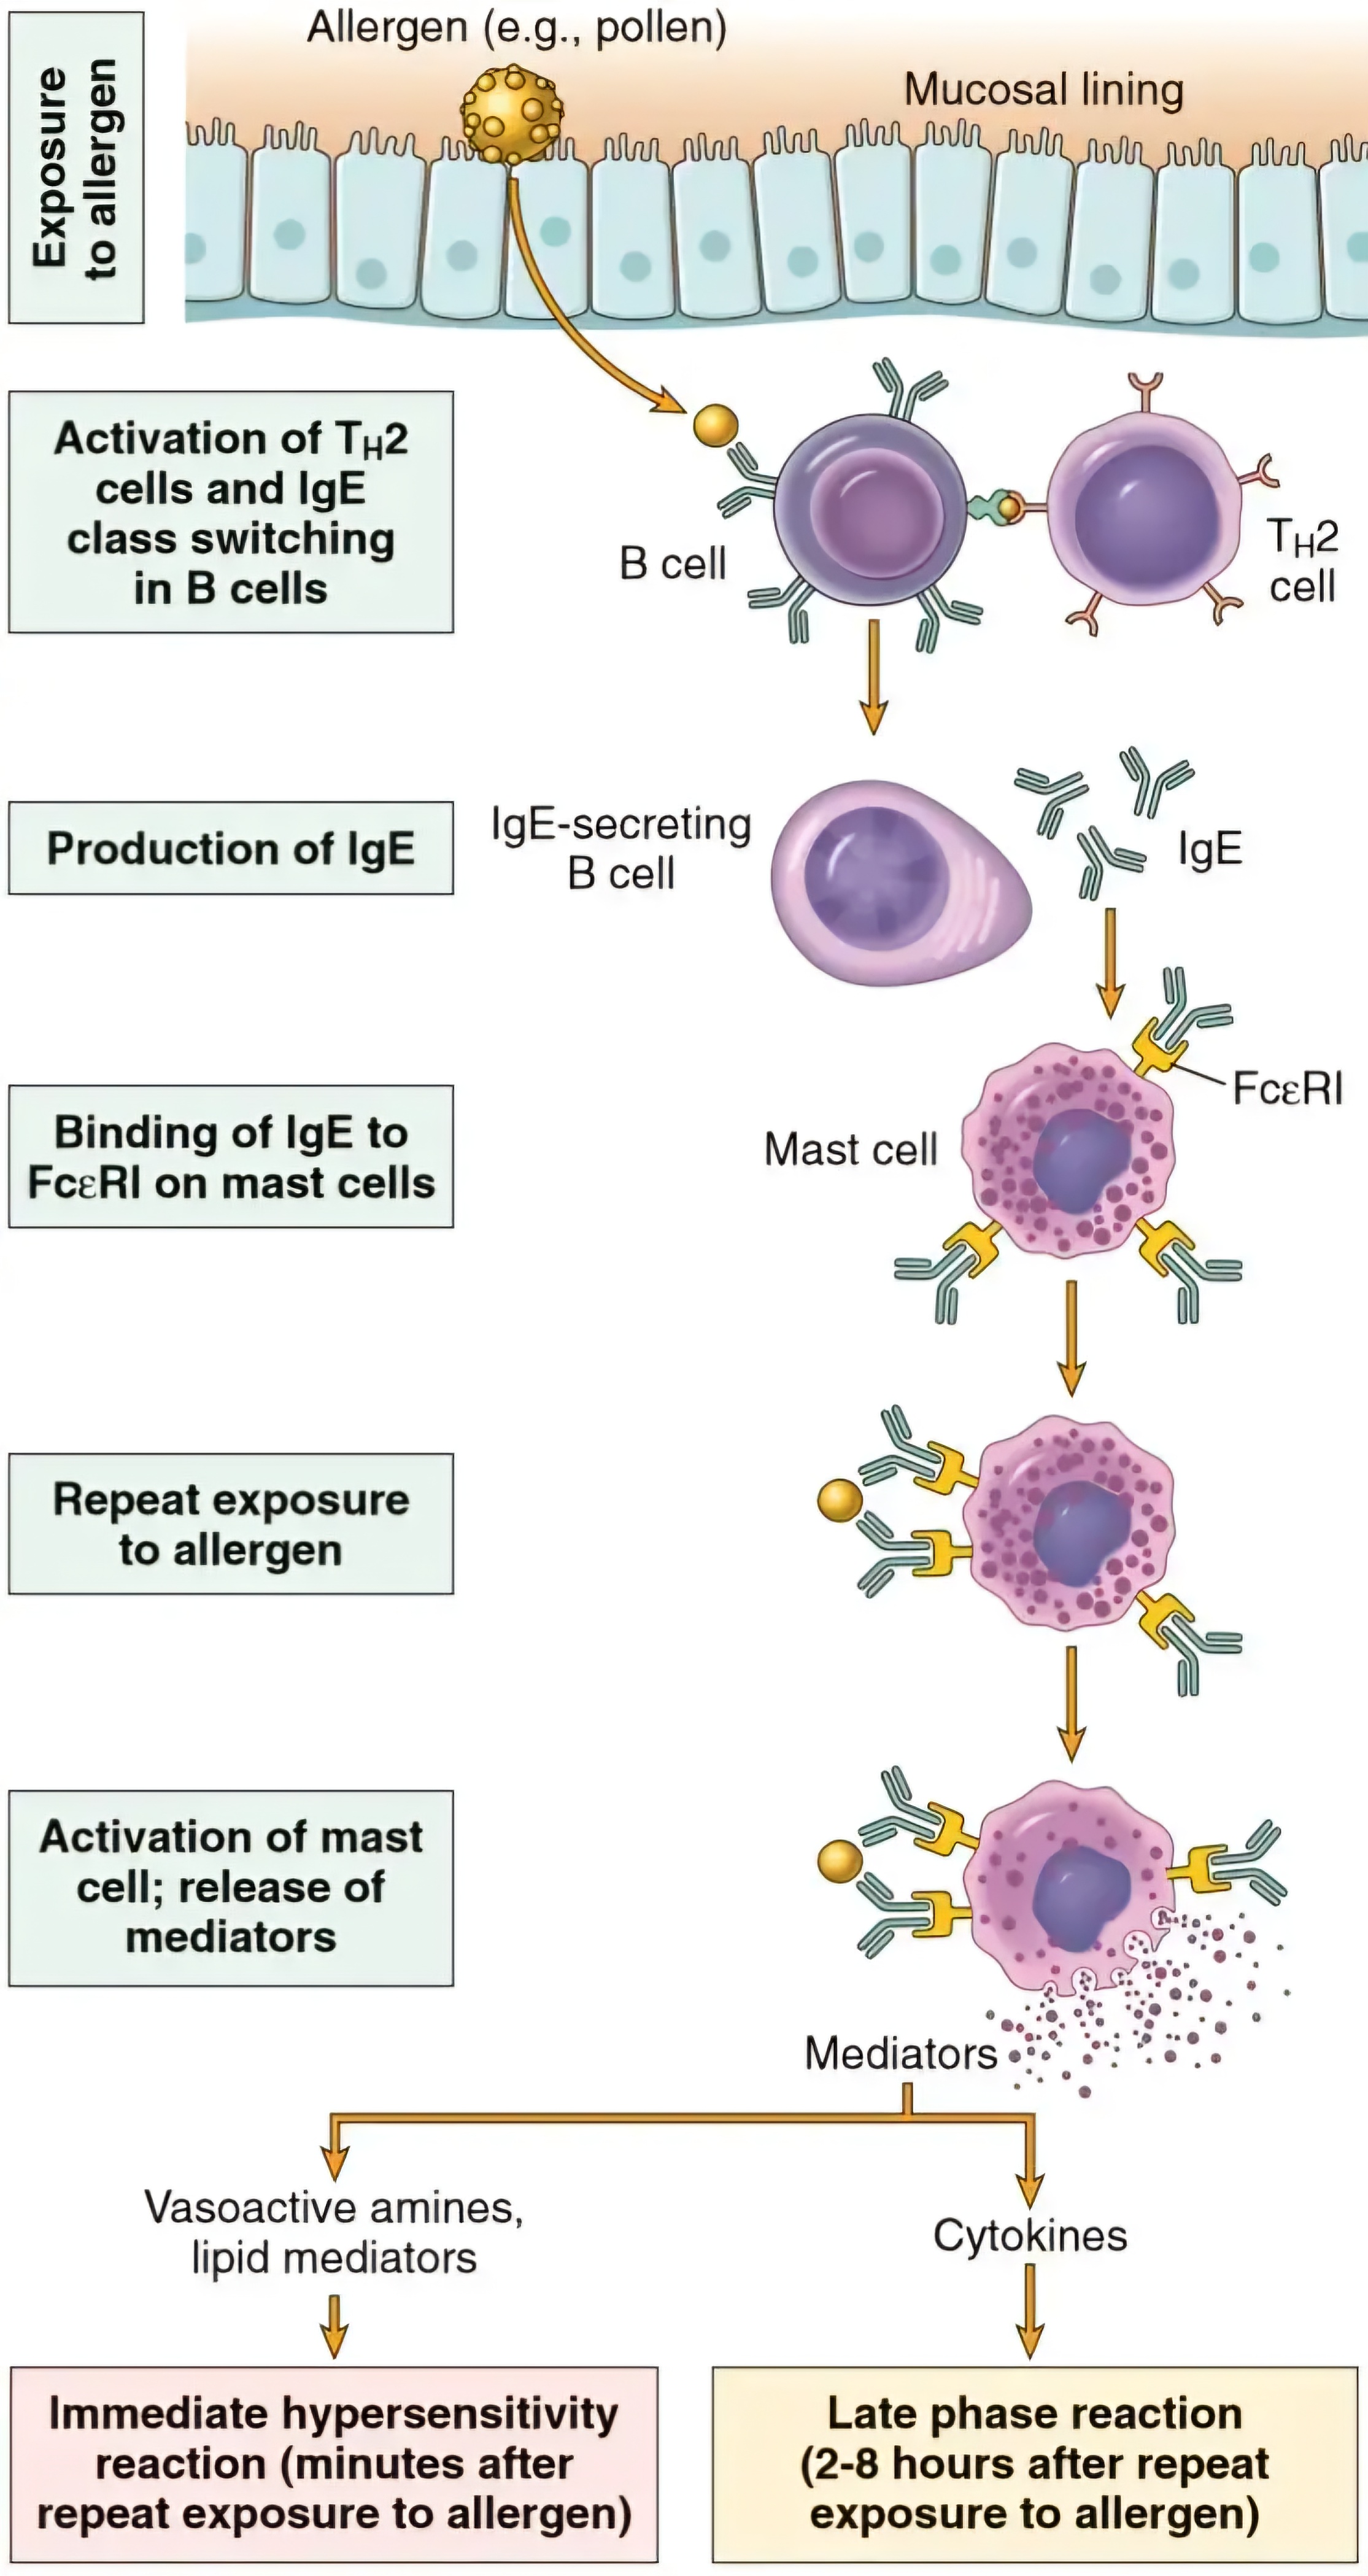 Allergen (e.g., pollen)
Mucosal lining
Exposure
to allergen
Activation of TH2
cells and IgE
class switching
in B cells
B cell
TH2
cell
Production of IgE
IgE-secreting
B cell
IgE
Binding of IgE to
FcεRI on mast cells
Mast cell
FcεRI
Repeat exposure
to allergen
Activation of mast
cell; release of
mediators
Mediators
Vasoactive amines,
lipid mediators
Cytokines
Immediate hypersensitivity
reaction (minutes after
repeat exposure to allergen)
Late phase reaction
(2-8 hours after repeat
exposure to allergen)